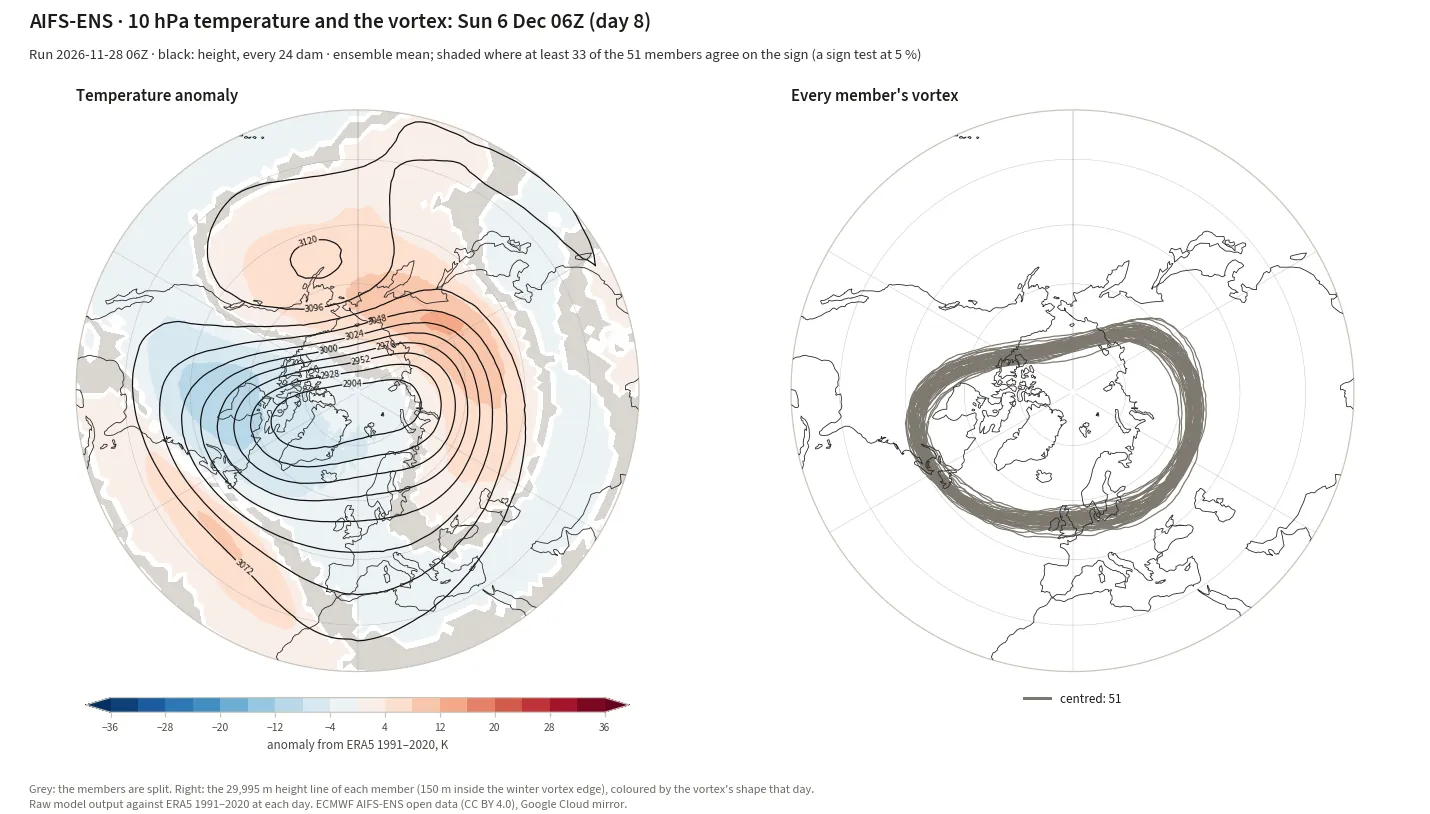 AIFS-ENS · 10 hPa temperature and the vortex: Sun 6 Dec 06Z (day 8)
Run 2026-11-28 06Z · black: height, every 24 dam · ensemble mean; shaded where at least 33 of the 51 members agree on the sign (a sign test at 5 %)
Temperature anomaly
Every member's vortex
3120
3096
3048
3024
3000
2976
2952
2928
2904
3072
centred: 51
−36 −28 −20 −12 −4 4 12 20 28 36
anomaly from ERA5 1991–2020, K
Grey: the members are split. Right: the 29,995 m height line of each member (150 m inside the winter vortex edge), coloured by the vortex's shape that day.
Raw model output against ERA5 1991–2020 at each day. ECMWF AIFS-ENS open data (CC BY 4.0), Google Cloud mirror.